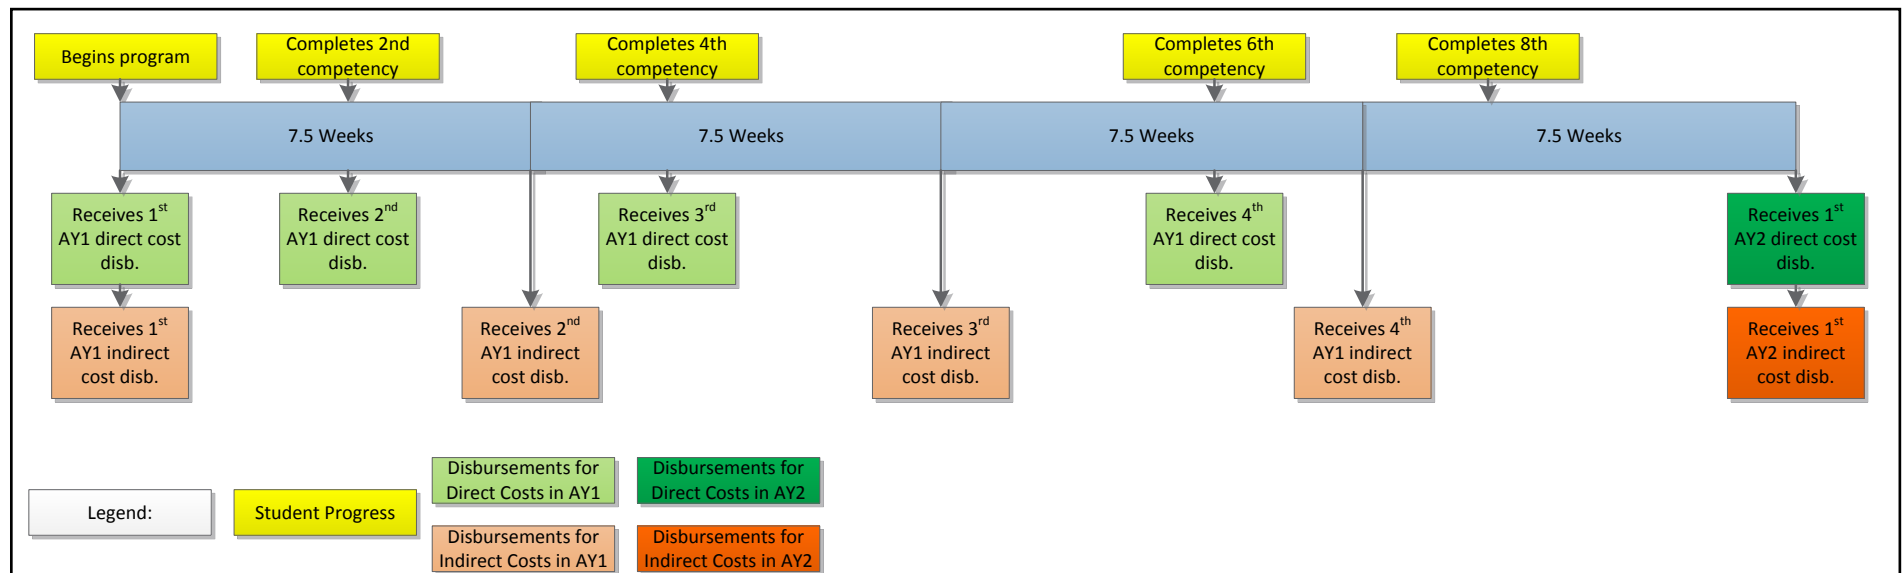 Begins program
Completes 2nd
competency
Completes 4th
competency
Completes 6th
competency
Completes 8th
competency
7.5 Weeks
7.5 Weeks
7.5 Weeks
7.5 Weeks
Receives 1st
AY1 direct cost
disb.
Receives 2nd
AY1 direct cost
disb.
Receives 3rd
AY1 direct cost
disb.
Receives 4th
AY1 direct cost
disb.
Receives 1st
AY2 direct cost
disb.
Receives 1st
AY1 indirect
cost disb.
Receives 2nd
AY1 indirect
cost disb.
Receives 3rd
AY1 indirect
cost disb.
Receives 4th
AY1 indirect
cost disb.
Receives 1st
AY2 indirect
cost disb.
Legend:
Student Progress
Disbursements for
Direct Costs in AY1
Disbursements for
Direct Costs in AY2
Disbursements for
Indirect Costs in AY1
Disbursements for
Indirect Costs in AY2